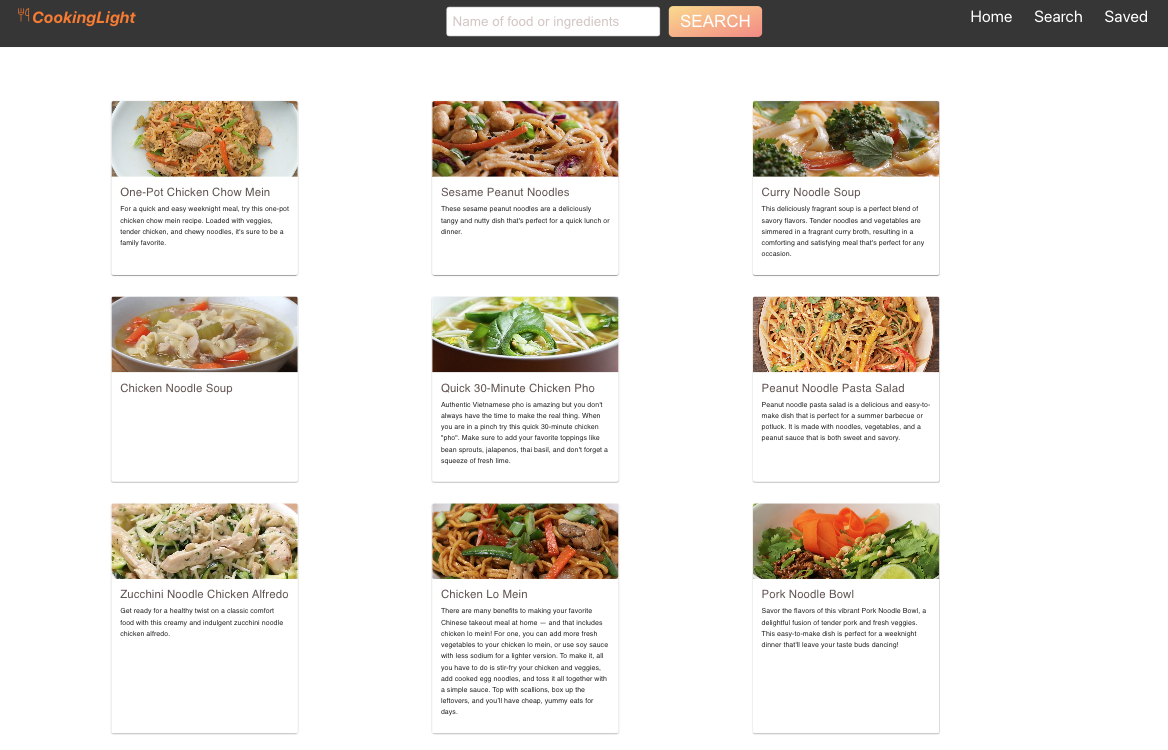 CookingLight
Name of food or ingredients
SEARCH
Home
Search
Saved
One-Pot Chicken Chow Mein
For a quick and easy weeknight meal, try this one-pot
chicken chow mein recipe. Loaded with veggies,
tender chicken, and chewy noodles, it's sure to be a
family favorite.
Sesame Peanut Noodles
These sesame peanut noodles are a deliciously
tangy and nutty dish that's perfect for a quick lunch or
dinner.
Curry Noodle Soup
This deliciously fragrant soup is a perfect blend of
savory flavors. Tender noodles and vegetables are
simmered in a fragrant curry broth, resulting in a
comforting and satisfying meal that's perfect for any
occasion.
Chicken Noodle Soup
Quick 30-Minute Chicken Pho
Authentic Vietnamese pho is amazing but you don't
always have the time to make the real thing. When
you are in a pinch try this quick 30-minute chicken
"pho". Make sure to add your favorite toppings like
bean sprouts, jalapenos, thai basil, and don't forget a
squeeze of fresh lime.
Peanut Noodle Pasta Salad
Peanut noodle pasta salad is a delicious and easy-to-
make dish that is perfect for a summer barbecue or
potluck. It is made with noodles, vegetables, and a
peanut sauce that is both sweet and savory.
Zucchini Noodle Chicken Alfredo
Get ready for a healthy twist on a classic comfort
food with this creamy and indulgent zucchini noodle
chicken alfredo.
Chicken Lo Mein
There are many benefits to making your favorite
Chinese takeout meal at home — and that includes
chicken lo mein! For one, you can add more fresh
vegetables to your chicken lo mein, or use soy sauce
with less sodium for a lighter version. To make it, all
you have to do is stir-fry your chicken and veggies,
add cooked egg noodles, and toss it all together with
a simple sauce. Top with scallions, box up the
leftovers, and you'll have cheap, yummy eats for
days.
Pork Noodle Bowl
Savor the flavors of this vibrant Pork Noodle Bowl, a
delightful fusion of tender pork and fresh veggies.
This easy-to-make dish is perfect for a weeknight
dinner that'll leave your taste buds dancing!